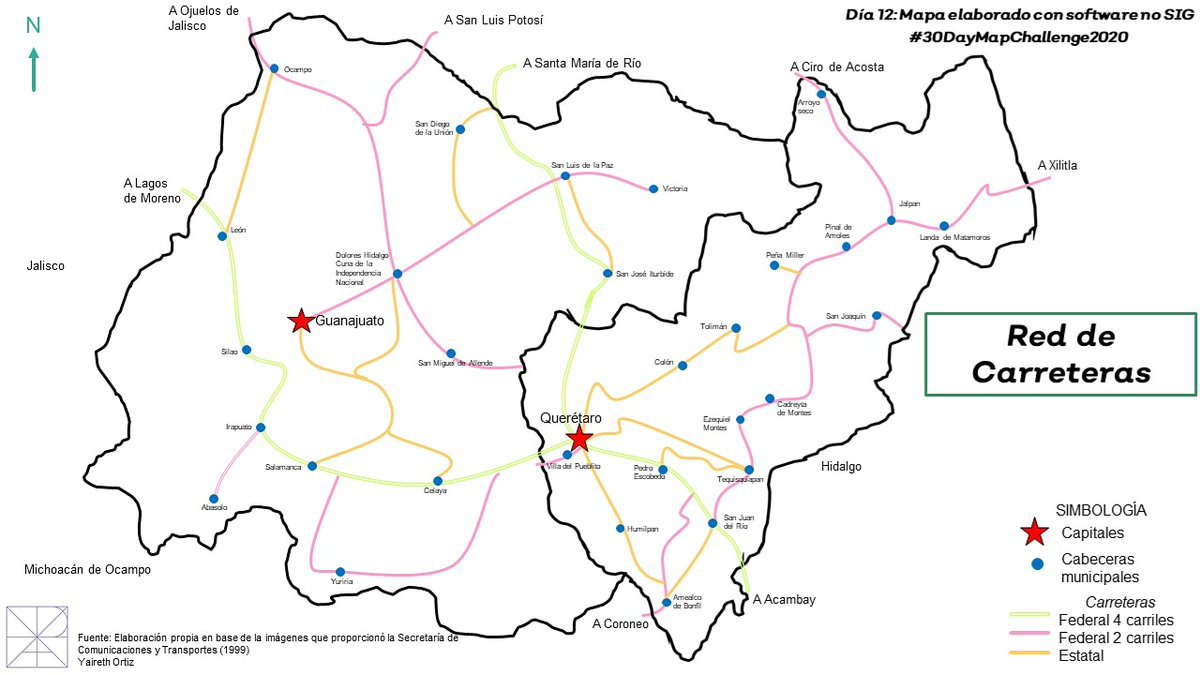 Día 12: Mapa elaborado con software no SIG
#30DayMapChallenge2020
N
A Ojuelos de
Jalisco
A San Luis Potosí
A Santa María de Río
A Ciro de Acosta
A Xilitla
A Lagos
de Moreno
Jalisco
Ocampo
San Diego
de la Unión
San Luis de la Paz
Victoria
Arroyo
seco
Jalpan
Landa de Matamoros
Pinal de
Amoles
Peña Miller
León
Dolores Hidalgo
Cuna de la
Independencia
Nacional
San José Iturbide
Guanajuato
San Joaquín
Tolimán
Colón
Silao
San Miguel de Allende
Red de
Carreteras
Cadreyta
de Montes
Ezequiel
Montes
Querétaro
Irapuato
Salamanca
Villa del Pueblito
Pedro
Escobedo
Tequisquiapan
Hidalgo
Celaya
Abasolo
San Juan
del Río
Humilpan
Yuriria
Amealco
de Bonfil
A Acambay
A Coroneo
Michoacán de Ocampo
SIMBOLOGÍA
Capitales
Cabeceras
municipales
Carreteras
Federal 4 carriles
Federal 2 carriles
Estatal
Fuente: Elaboración propia en base de la imágenes que proporcionó la Secretaría de
Comunicaciones y Transportes (1999)
Yaireth Ortiz